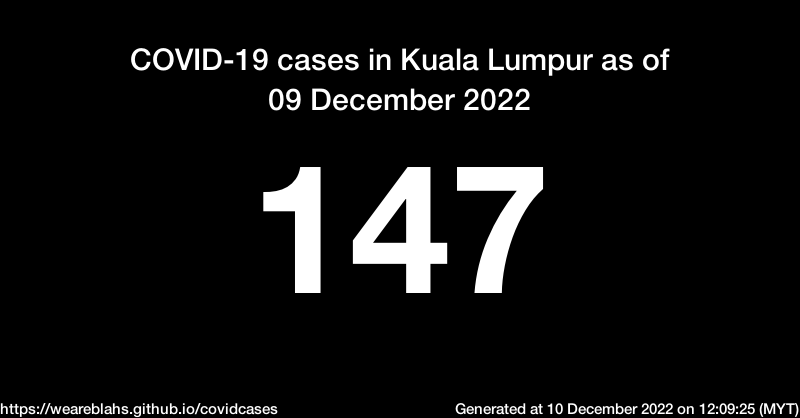 COVID-19 cases in Kuala Lumpur as of
09 December 2022
147
https://weareblahs.github.io/covidcases
Generated at 10 December 2022 on 12:09:25 (MYT)